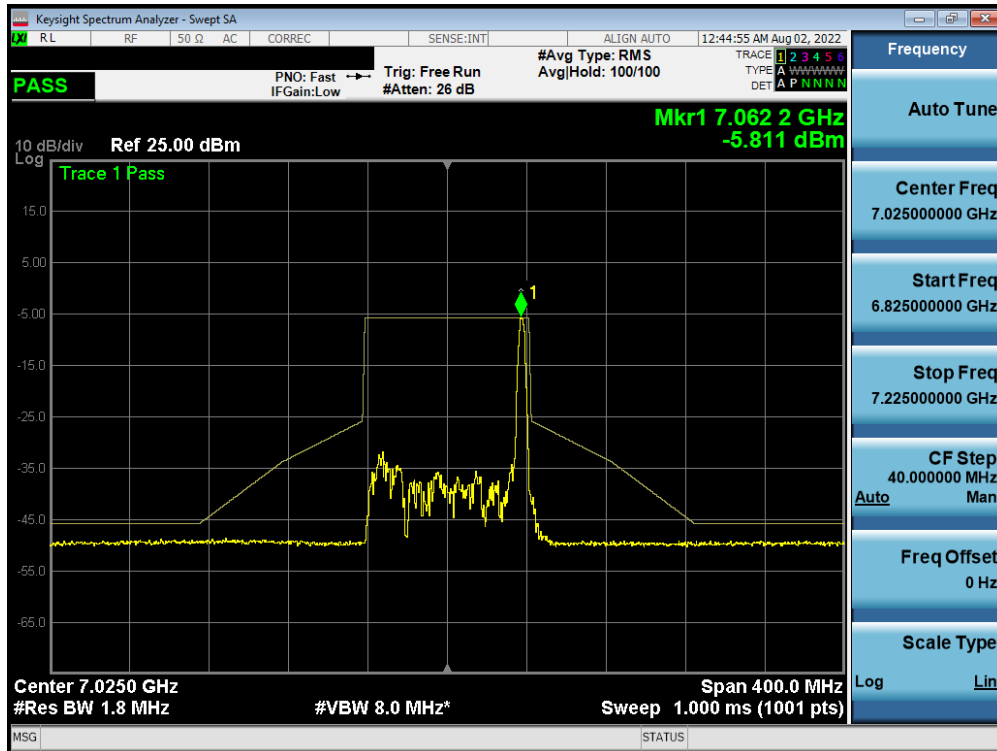 Keysight Spectrum Analyzer - Swept SA
LXI RL RF 50 Ω AC CORREC SENSE:INT ALIGN AUTO 12:44:55 AM Aug 02, 2022
PASS
PNO: Fast
IFGain:Low
Trig: Free Run
#Atten: 26 dB
#Avg Type: RMS
Avg|Hold: 100/100
TRACE 1 2 3 4 5 6
TYPE A WWWWWW
DET A P N N N N
Mkr1 7.062 2 GHz
-5.811 dBm
10 dB/div Ref 25.00 dBm
Log
Trace 1 Pass
15.0
5.00
1
-5.00
-15.0
-25.0
-35.0
-45.0
-55.0
-65.0
Center 7.0250 GHz Span 400.0 MHz
#Res BW 1.8 MHz #VBW 8.0 MHz* Sweep 1.000 ms (1001 pts)
MSG STATUS
Frequency
Auto Tune
Center Freq
7.025000000 GHz
Start Freq
6.825000000 GHz
Stop Freq
7.225000000 GHz
CF Step
40.000000 MHz
Auto Man
Freq Offset
0 Hz
Scale Type
Log Lin